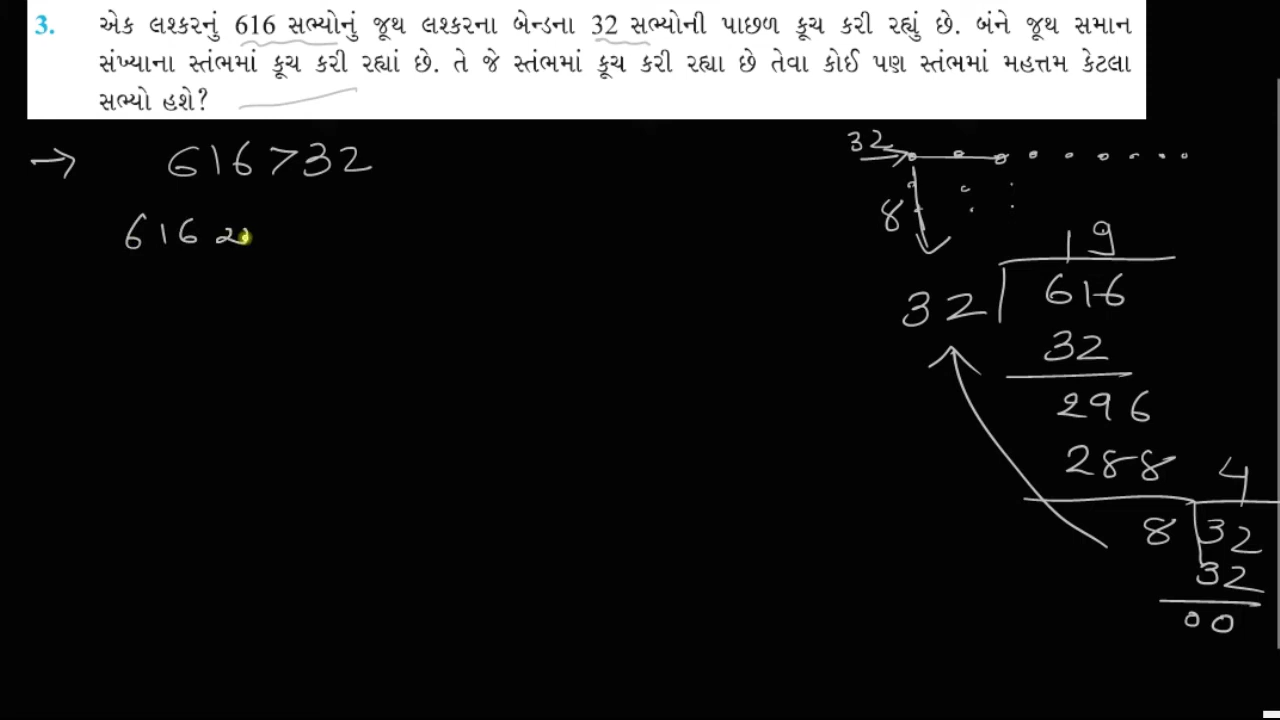 3. એક લશ્કરનું 616 સભ્યોનું જૂથ લશ્કરના બેન્ડના 32 સભ્યોની પાછળ કૂચ કરી રહ્યું છે. બંને જૂથ સમાન
સંખ્યાના સ્તંભમાં કૂચ કરી રહ્યાં છે. તે જે સ્તંભમાં કૂચ કરી રહ્યા છે તેવા કોઈ પણ સ્તંભમાં મહત્તમ કેટલા
સભ્યો હશે?
→ 616 > 32
616
32
8
19
32 616
32
296
288 4
8 32
32
00